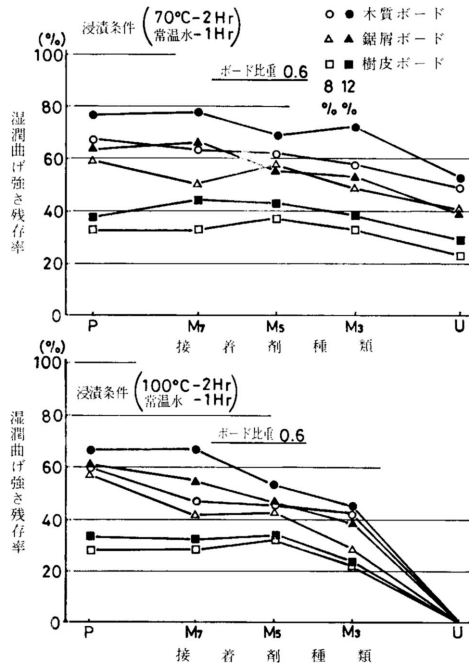 浸漬条件 (70°C-2Hr
常温水-1Hr)
○ ● 木質ボード
△ ▲ 鋸屑ボード
□ ■ 樹皮ボード
8 12
% %
ボード比重 0.6
(%)
100
80
60
40
20
0
湿潤曲げ強さ残存率
P M7 M5 M3 U
接着剤種類
(%)
100
浸漬条件 (100°C-2Hr
常温水 -1Hr)
ボード比重 0.6
80
60
40
20
0
湿潤曲げ強さ残存率
P M7 M5 M3 U
接着剤種類